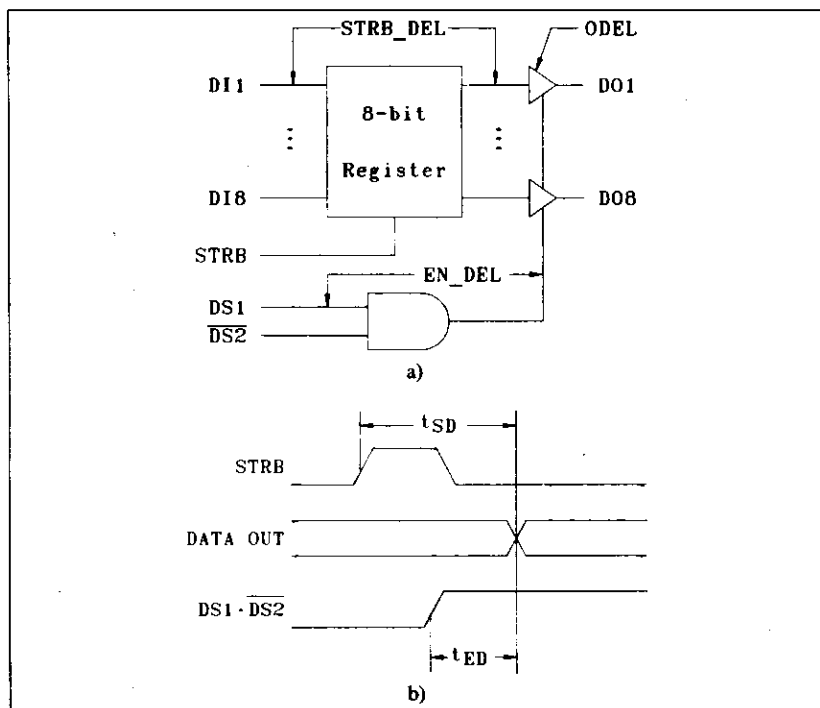 STRB_DEL ODEL
DI1 DO1
8-bit
... ...
Register
DI8 DO8
STRB
EN_DEL
DS1
DS2
a)
tSD
STRB
DATA OUT
DS1·DS2
tED
b)